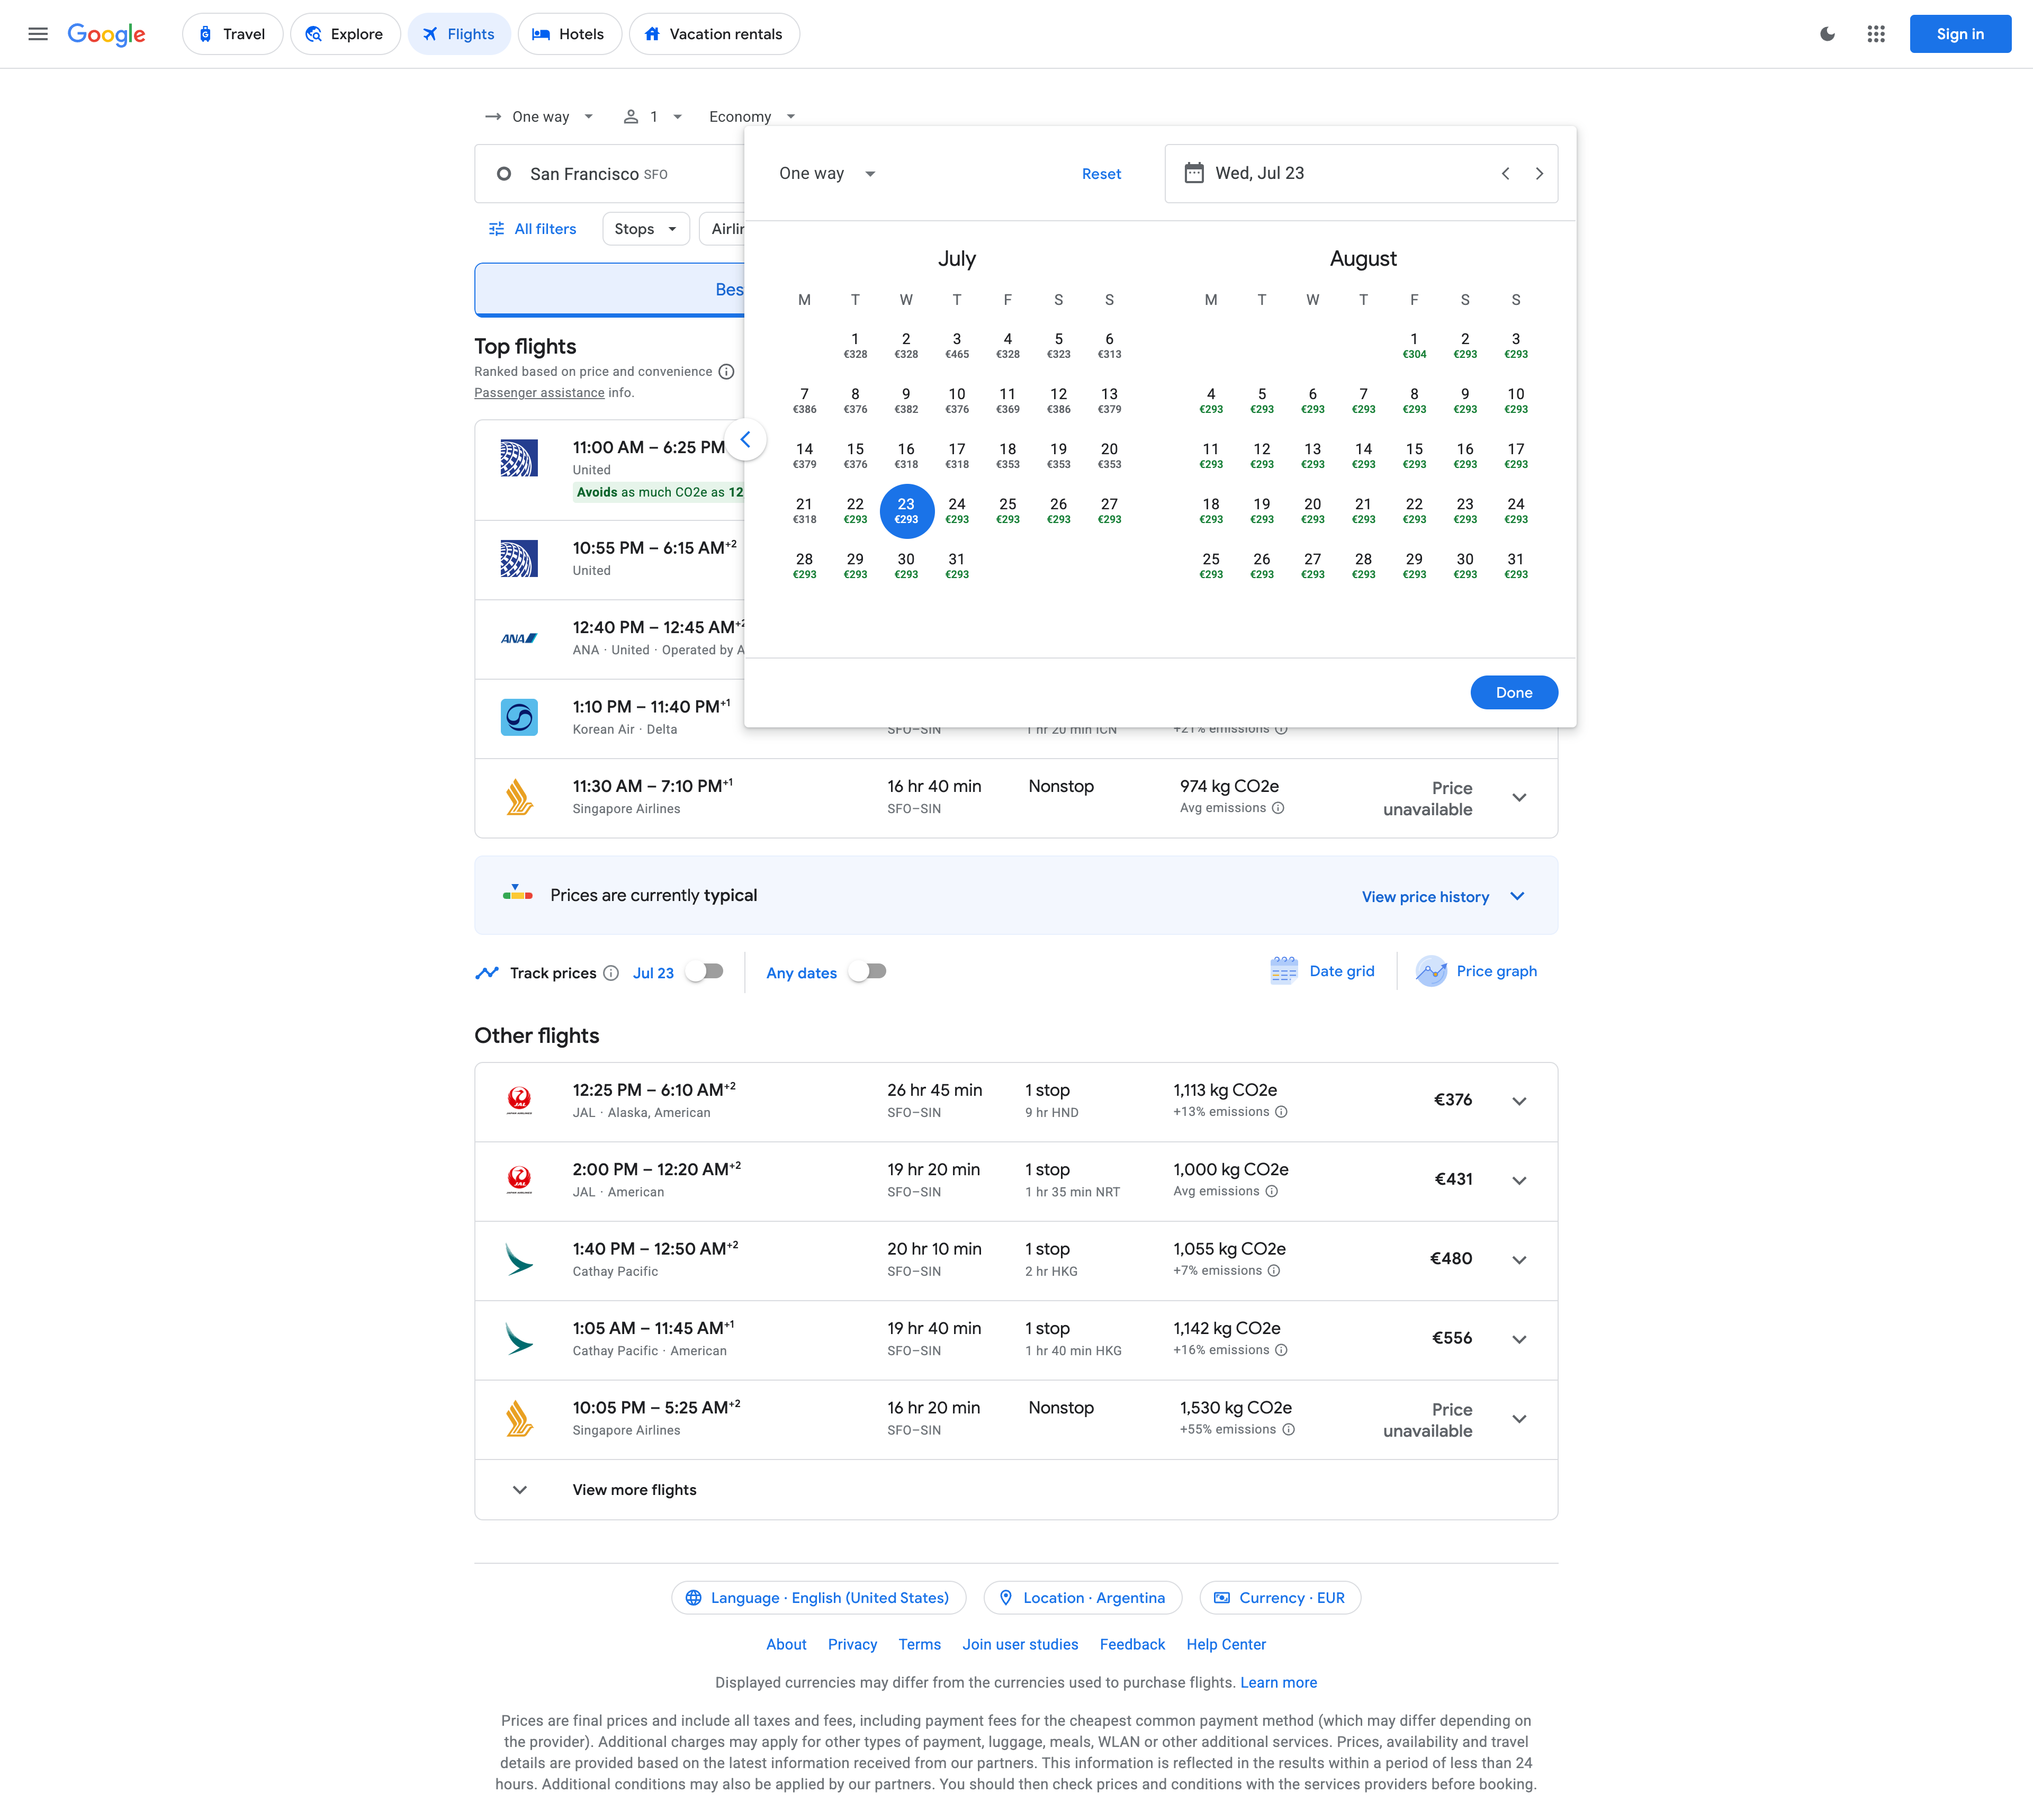 Google
Travel
Explore
Flights
Hotels
Vacation rentals
Sign in
One way
1
Economy
San Francisco SFO
One way
Reset
Wed, Jul 23
All filters
Stops
July
August
M T W T F S S
M T W T F S S
1 2 3 4 5 6
€328 €328 €465 €328 €323 €313
7 8 9 10 11 12 13
€386 €376 €382 €376 €369 €386 €379
14 15 16 17 18 19 20
€379 €376 €318 €318 €353 €353 €353
21 22 23 24 25 26 27
€318 €293 €293 €293 €293 €293 €293
28 29 30 31
€293 €293 €293 €293
1 2 3
€304 €293 €293
4 5 6 7 8 9 10
€293 €293 €293 €293 €293 €293 €293
11 12 13 14 15 16 17
€293 €293 €293 €293 €293 €293 €293
18 19 20 21 22 23 24
€293 €293 €293 €293 €293 €293 €293
25 26 27 28 29 30 31
€293 €293 €293 €293 €293 €293 €293
Done
Top flights
Ranked based on price and convenience
Passenger assistance info.
11:00 AM – 6:25 PM
United
Avoids as much CO2e as 12
10:55 PM – 6:15 AM+2
United
ANA
12:40 PM – 12:45 AM+2
ANA · United · Operated by A
1:10 PM – 11:40 PM+1
Korean Air · Delta
SFO–SIN
1 hr 20 min ICN
+21% emissions
11:30 AM – 7:10 PM+1
Singapore Airlines
16 hr 40 min
SFO–SIN
Nonstop
974 kg CO2e
Avg emissions
Price
unavailable
Prices are currently typical
View price history
Track prices
Jul 23
Any dates
Date grid
Price graph
Other flights
JAL
12:25 PM – 6:10 AM+2
JAL · Alaska, American
26 hr 45 min
SFO–SIN
1 stop
9 hr HND
1,113 kg CO2e
+13% emissions
€376
JAL
2:00 PM – 12:20 AM+2
JAL · American
19 hr 20 min
SFO–SIN
1 stop
1 hr 35 min NRT
1,000 kg CO2e
Avg emissions
€431
1:40 PM – 12:50 AM+2
Cathay Pacific
20 hr 10 min
SFO–SIN
1 stop
2 hr HKG
1,055 kg CO2e
+7% emissions
€480
1:05 AM – 11:45 AM+1
Cathay Pacific · American
19 hr 40 min
SFO–SIN
1 stop
1 hr 40 min HKG
1,142 kg CO2e
+16% emissions
€556
10:05 PM – 5:25 AM+2
Singapore Airlines
16 hr 20 min
SFO–SIN
Nonstop
1,530 kg CO2e
+55% emissions
Price
unavailable
View more flights
Language · English (United States)
Location · Argentina
Currency · EUR
About
Privacy
Terms
Join user studies
Feedback
Help Center
Displayed currencies may differ from the currencies used to purchase flights. Learn more
Prices are final prices and include all taxes and fees, including payment fees for the cheapest common payment method (which may differ depending on
the provider). Additional charges may apply for other types of payment, luggage, meals, WLAN or other additional services. Prices, availability and travel
details are provided based on the latest information received from our partners. This information is reflected in the results within a period of less than 24
hours. Additional conditions may also be applied by our partners. You should then check prices and conditions with the services providers before booking.